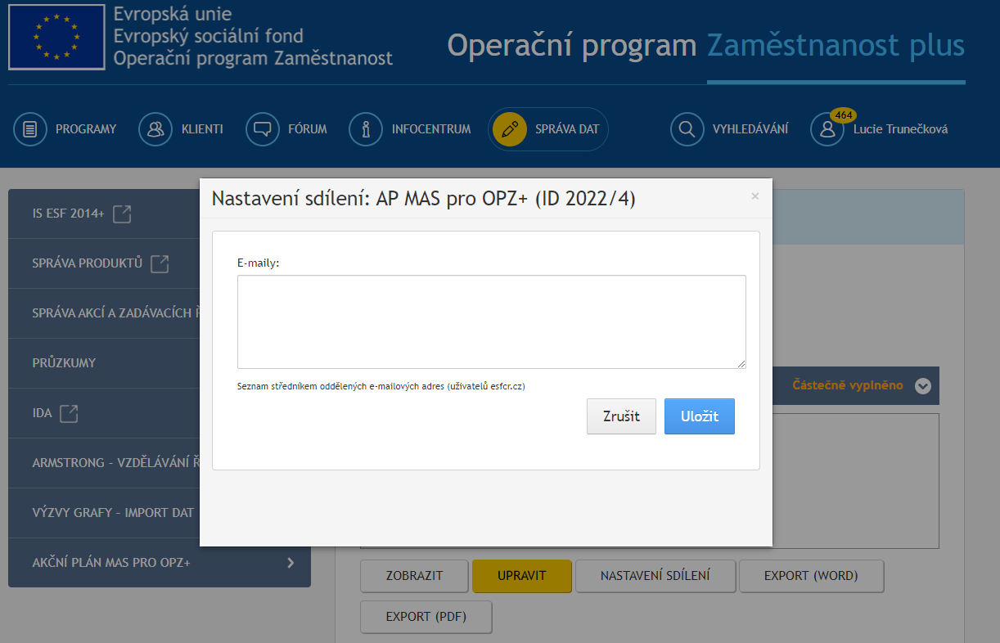 Evropská unie
Evropský sociální fond
Operační program Zaměstnanost
Operační program Zaměstnanost plus
PROGRAMY
KLIENTI
FÓRUM
INFOCENTRUM
SPRÁVA DAT
VYHLEDÁVÁNÍ
464
Lucie Trunečková
IS ESF 2014+
SPRÁVA PRODUKTŮ
SPRÁVA AKCÍ A ZADÁVACÍCH
PRŮZKUMY
IDA
ARMSTRONG - VZDĚLÁVÁNÍ
VÝZVY GRAFY - IMPORT DAT
AKČNÍ PLÁN MAS PRO OPZ+
Nastavení sdílení: AP MAS pro OPZ+ (ID 2022/4)
×
E-maily:
Seznam středníkem oddělených e-mailových adres (uživatelů esfcr.cz)
Zrušit
Uložit
Částečně vyplněno
ZOBRAZIT
UPRAVIT
NASTAVENÍ SDÍLENÍ
EXPORT (WORD)
EXPORT (PDF)